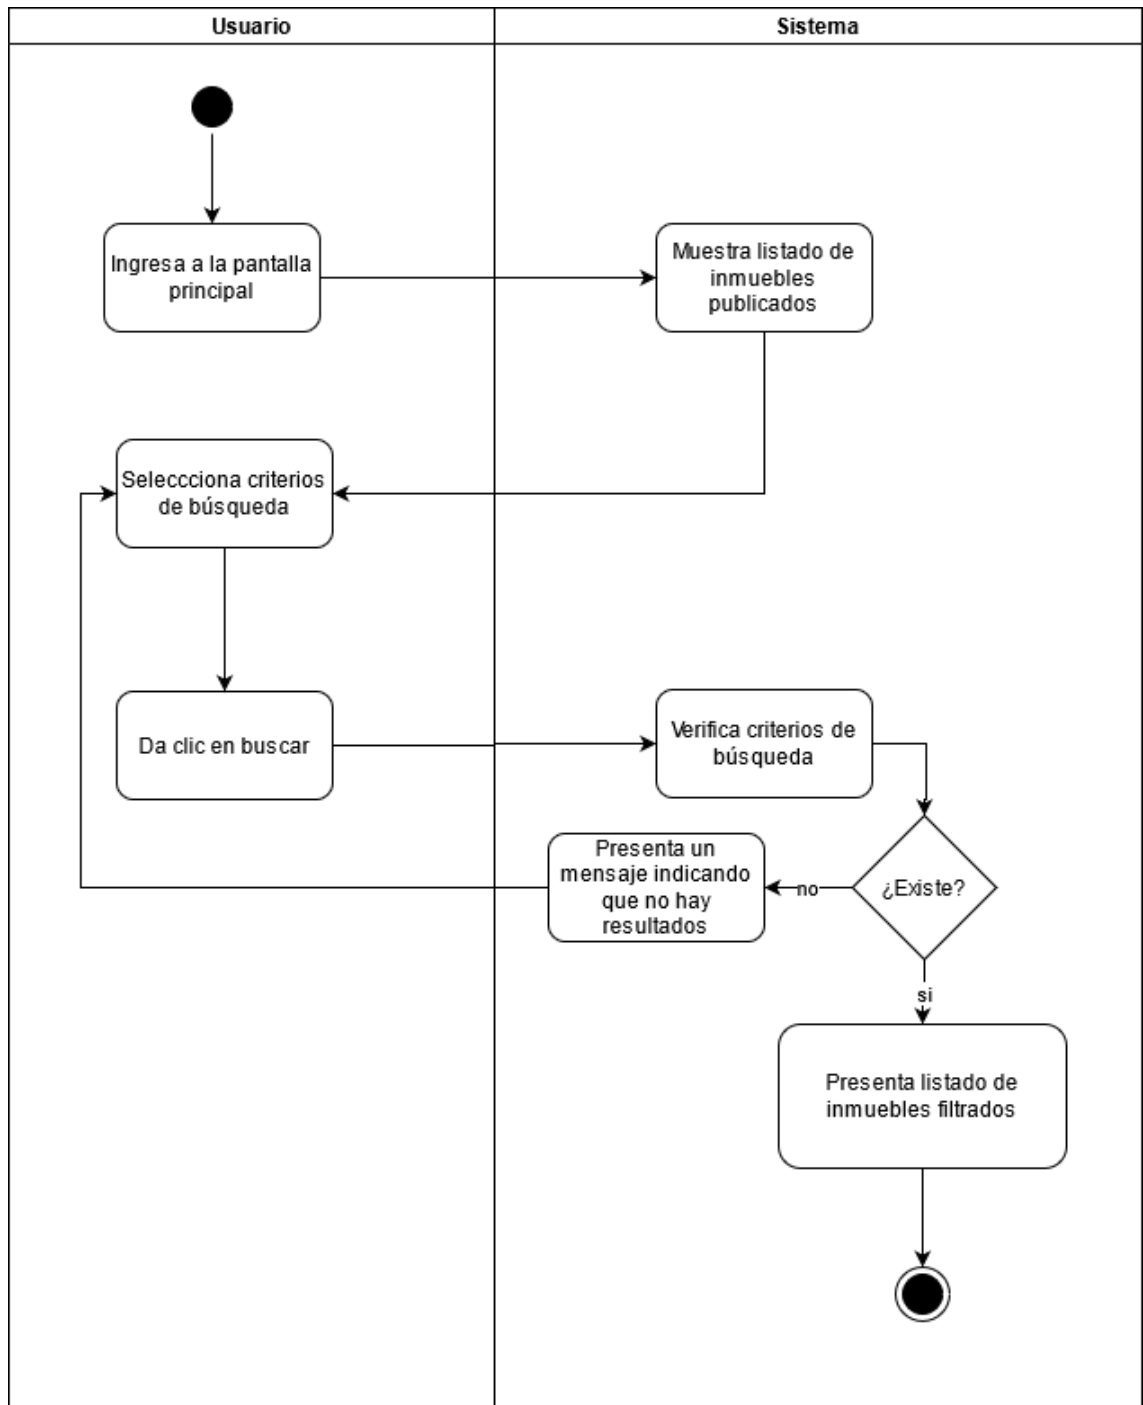 Usuario
Sistema
Ingresa a la pantalla
principal
Muestra listado de
inmuebles
publicados
Seleccciona criterios
de búsqueda
Da clic en buscar
Verifica criterios de
búsqueda
¿Existe?
no
Presenta un
mensaje indicando
que no hay
resultados
si
Presenta listado de
inmuebles filtrados